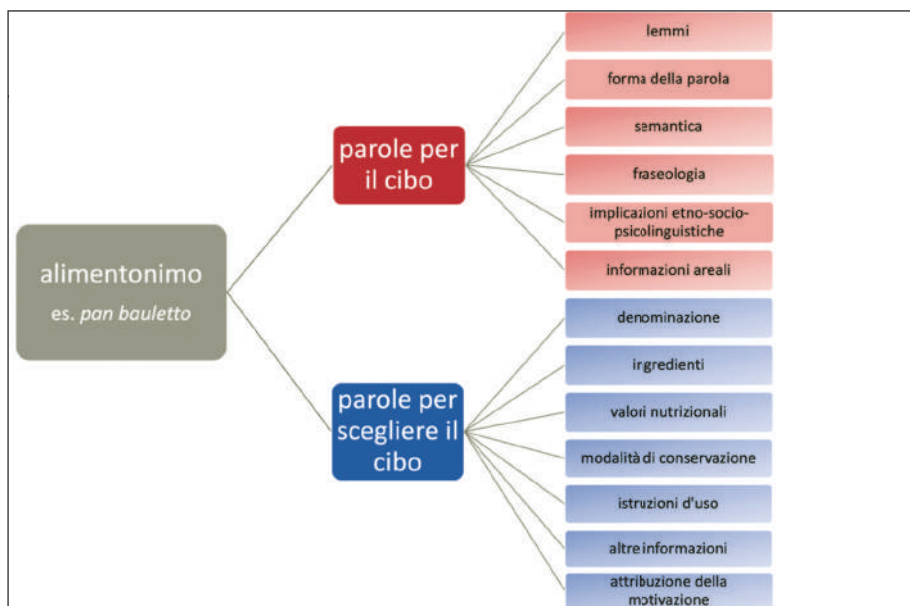 alimentonimo
es. pan bauletto
parole per
il cibo
lemmi
forma della parola
semantica
fraseologia
implicazioni etno-socio-
psicolinguistiche
informazioni areali
parole per
scegliere il
cibo
denominazione
ingredienti
valori nutrizionali
modalità di conservazione
istruzioni d'uso
altre informazioni
attribuzione della
motivazione